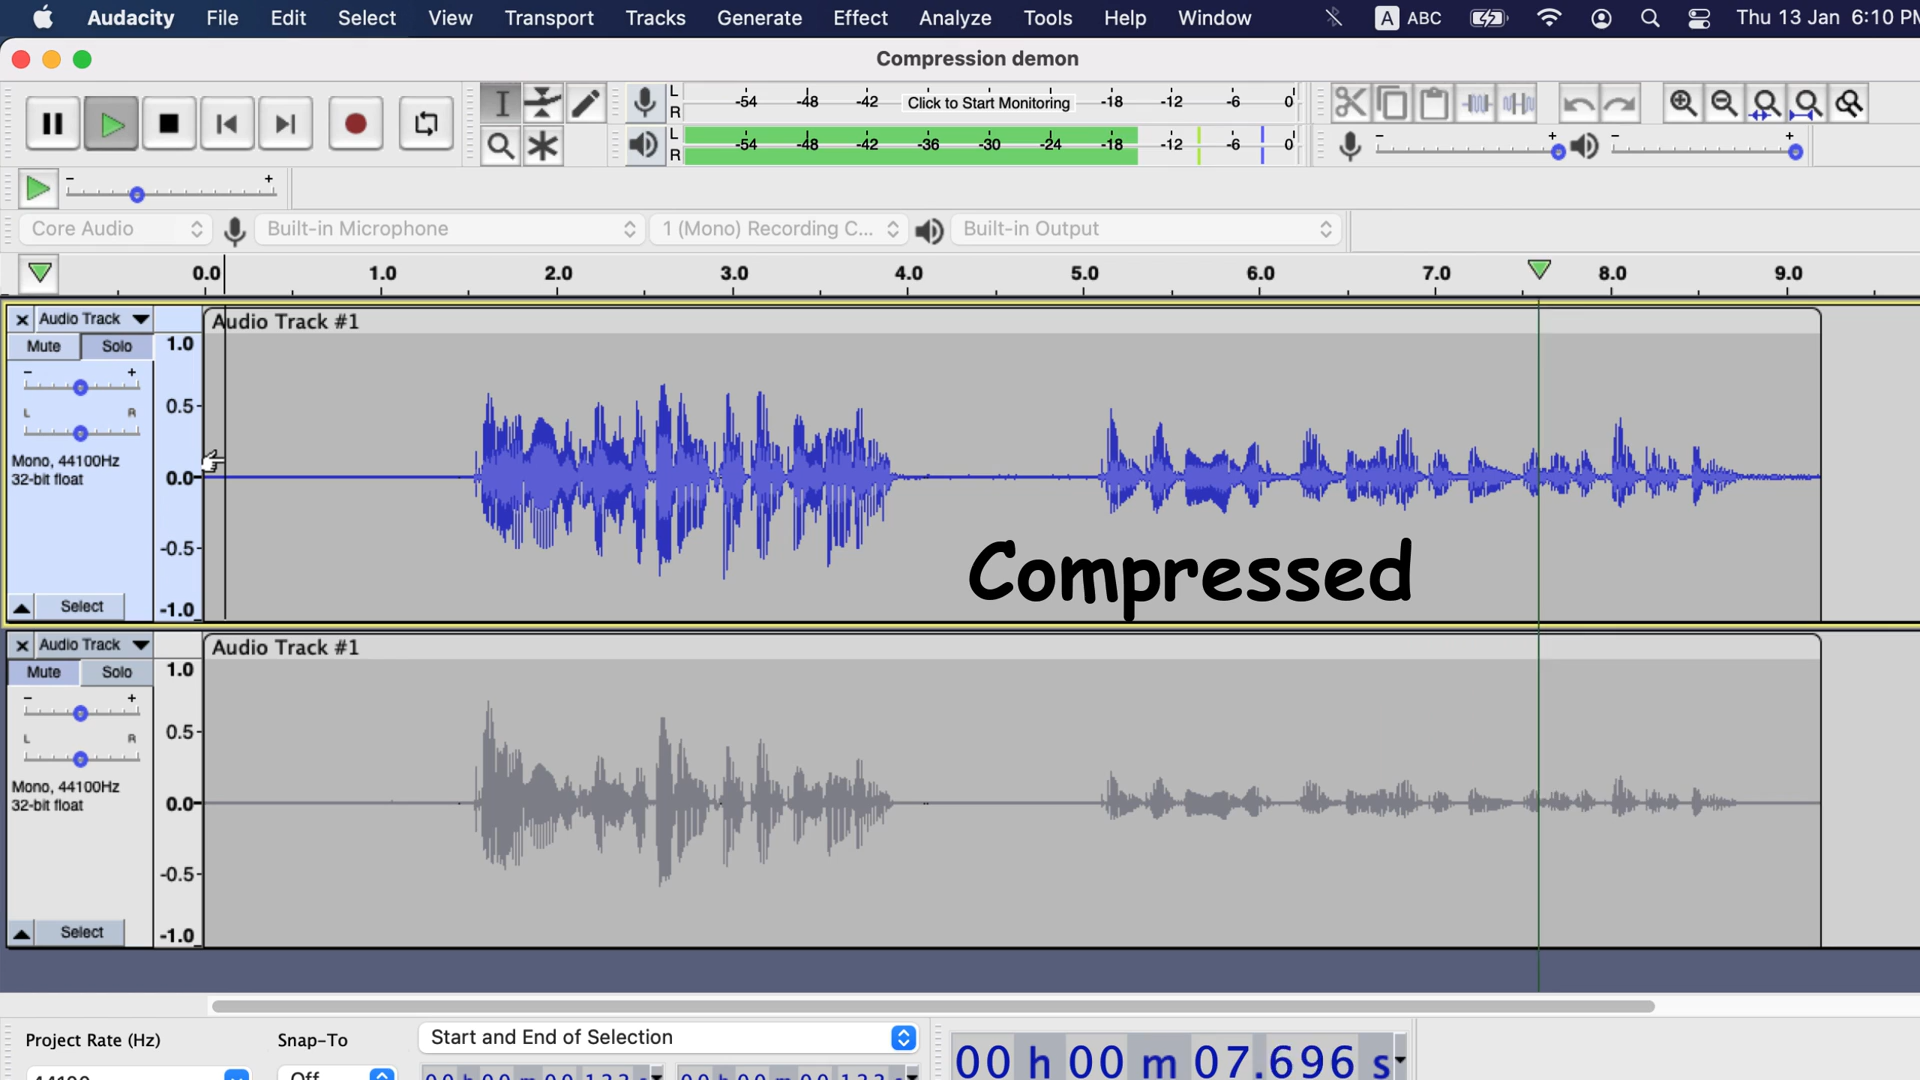 Audacity File Edit Select View Transport Tracks Generate Effect Analyze Tools Help Window A ABC Thu 13 Jan 6:10 PM
Compression demon
L
R
-54 -48 -42 Click to Start Monitoring -18 -12 -6 0
L
R
-54 -48 -42 -36 -30 -24 -18 -12 -6 0
Core Audio Built-in Microphone 1 (Mono) Recording C... Built-in Output
0.0 1.0 2.0 3.0 4.0 5.0 6.0 7.0 8.0 9.0
Audio Track Audio Track #1
Mute Solo 1.0
0.5
L R
Mono, 44100Hz
32-bit float
0.0
-0.5
Compressed
Select -1.0
Audio Track Audio Track #1
Mute Solo 1.0
0.5
L R
Mono, 44100Hz
32-bit float
0.0
-0.5
Select -1.0
Project Rate (Hz) Snap-To Start and End of Selection
00 h 00 m 07.696 s